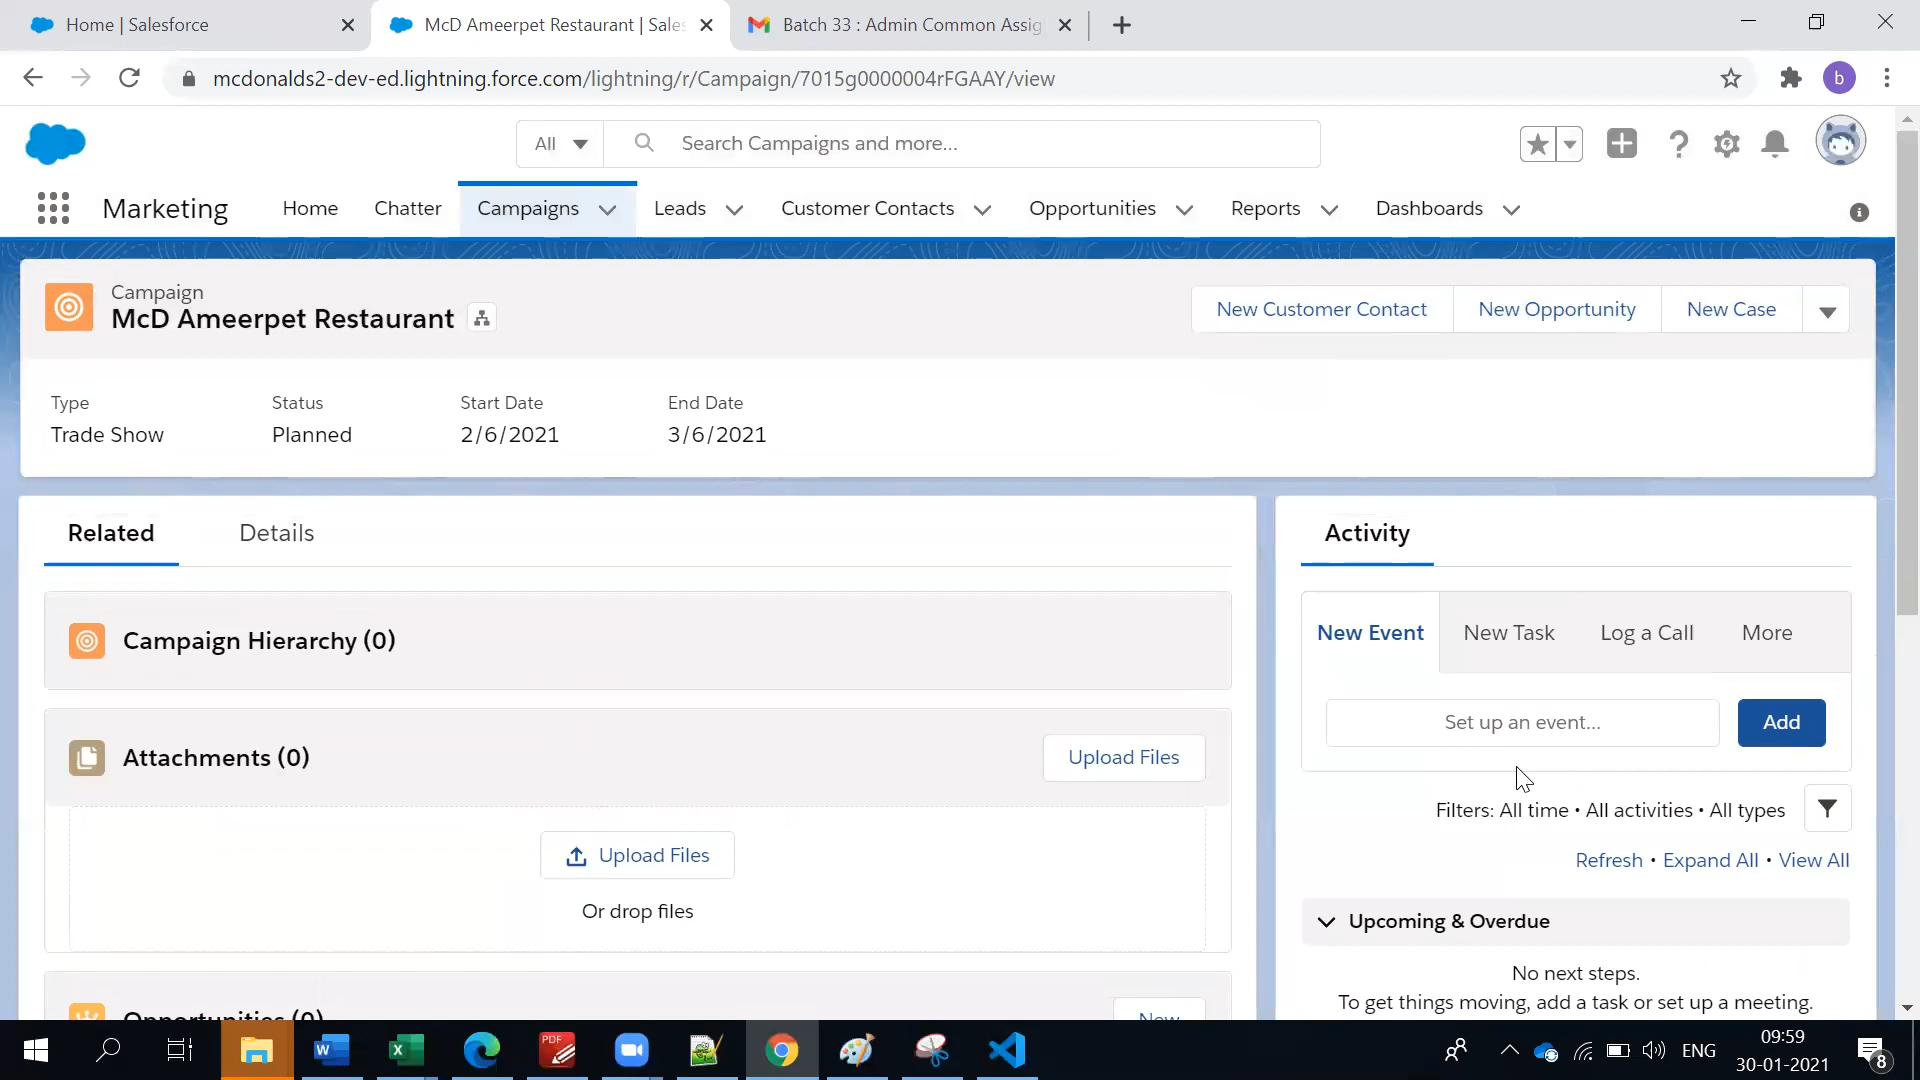 Home | Salesforce
McD Ameerpet Restaurant | Sales
Batch 33 : Admin Common Assig
mcdonalds2-dev-ed.lightning.force.com/lightning/r/Campaign/7015g0000004rFGAAY/view
b
All
Search Campaigns and more...
Marketing
Home
Chatter
Campaigns
Leads
Customer Contacts
Opportunities
Reports
Dashboards
Campaign
McD Ameerpet Restaurant
New Customer Contact
New Opportunity
New Case
Type
Status
Start Date
End Date
Trade Show
Planned
2/6/2021
3/6/2021
Related
Details
Campaign Hierarchy (0)
Attachments (0)
Upload Files
Upload Files
Or drop files
Opportunities (0)
New
Activity
New Event
New Task
Log a Call
More
Set up an event...
Add
Filters: All time • All activities • All types
Refresh • Expand All • View All
Upcoming & Overdue
No next steps.
To get things moving, add a task or set up a meeting.
W
X
PDF
ENG
09:59
30-01-2021
8